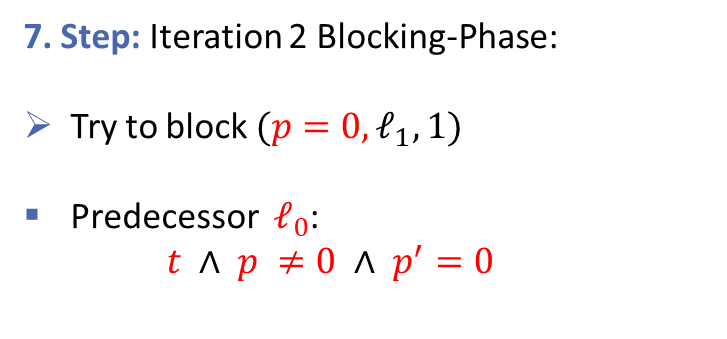 7. Step: Iteration 2 Blocking-Phase:
➢ Try to block (p = 0, ℓ₁, 1)
▪ Predecessor ℓ₀:
t ∧ p ≠ 0 ∧ p′ = 0